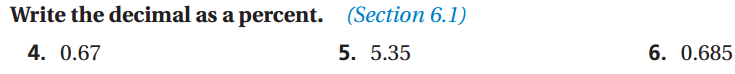 Write the decimal as a percent. (Section 6.1)
4. 0.67 5. 5.35 6. 0.685